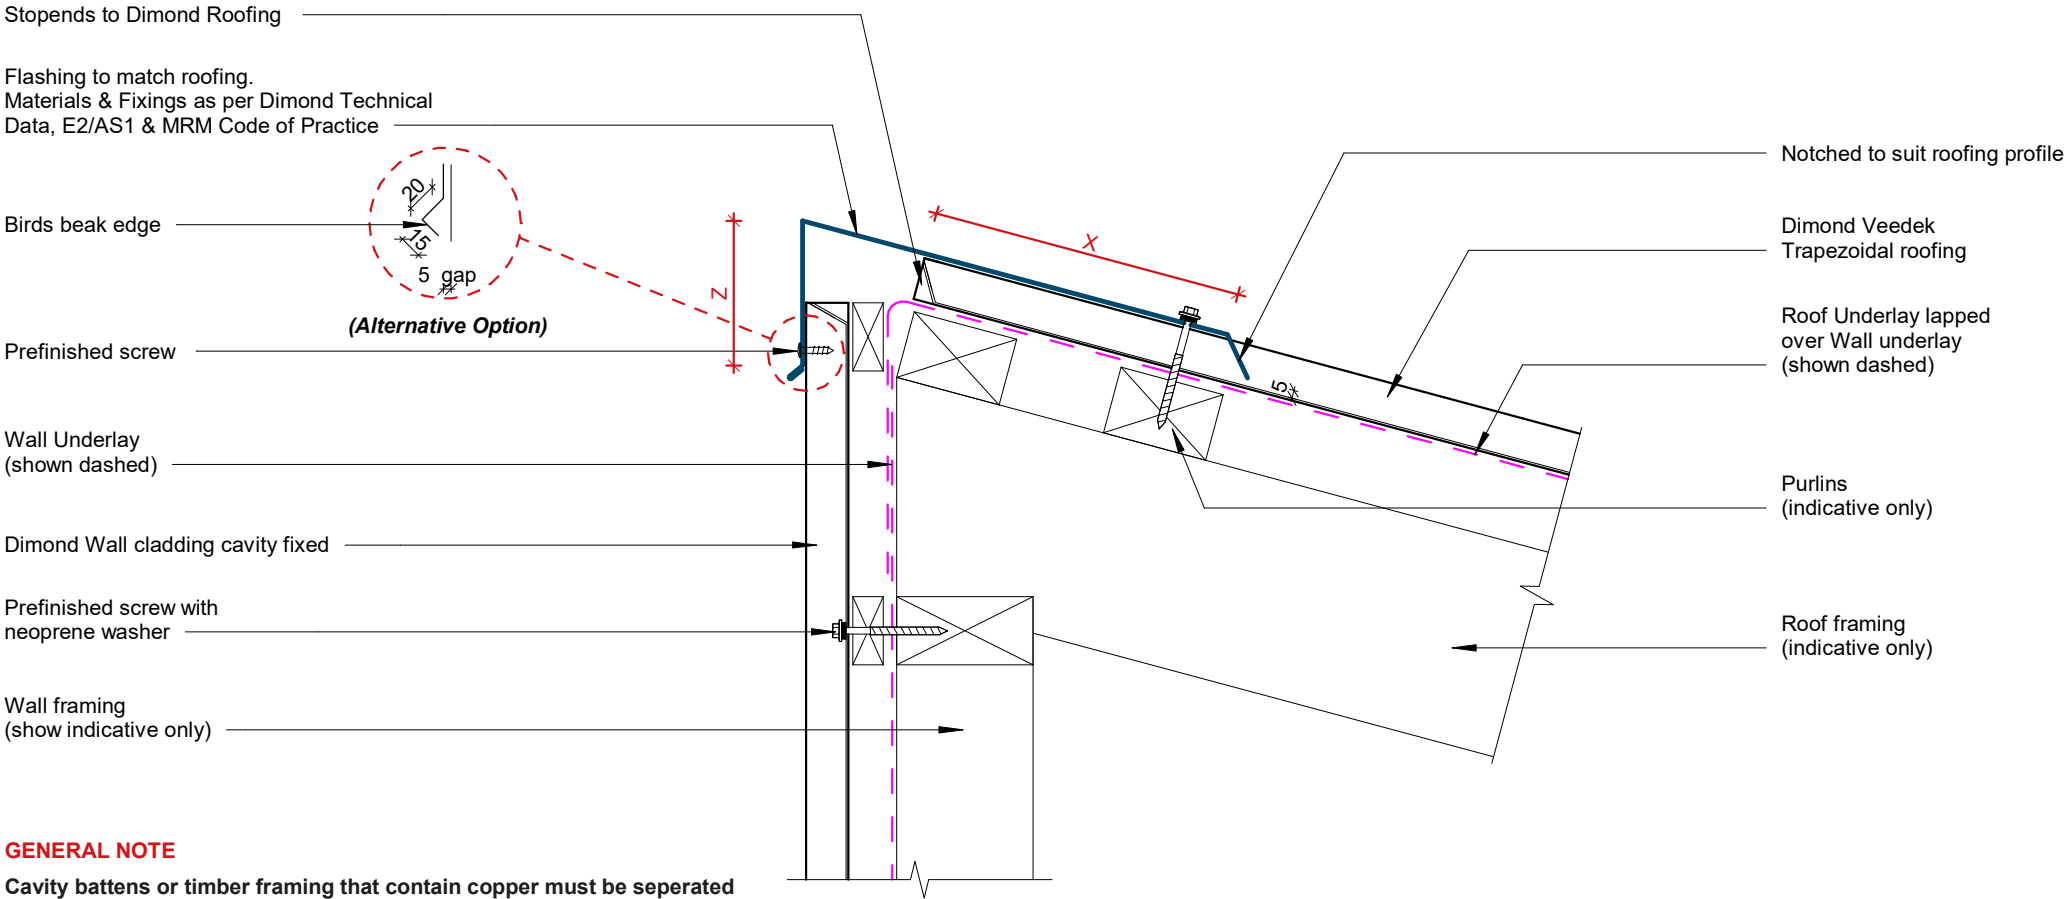 Stopends to Dimond Roofing
Flashing to match roofing.
Materials & Fixings as per Dimond Technical
Data, E2/AS1 & MRM Code of Practice
20
Birds beak edge
15
5 gap
(Alternative Option)
Prefinished screw
Wall Underlay
(shown dashed)
Dimond Wall cladding cavity fixed
Prefinished screw with
neoprene washer
Wall framing
(show indicative only)
Z
X
5
Notched to suit roofing profile
Dimond Veedek
Trapezoidal roofing
Roof Underlay lapped
over Wall underlay
(shown dashed)
Purlins
(indicative only)
Roof framing
(indicative only)
GENERAL NOTE
Cavity battens or timber framing that contain copper must be seperated